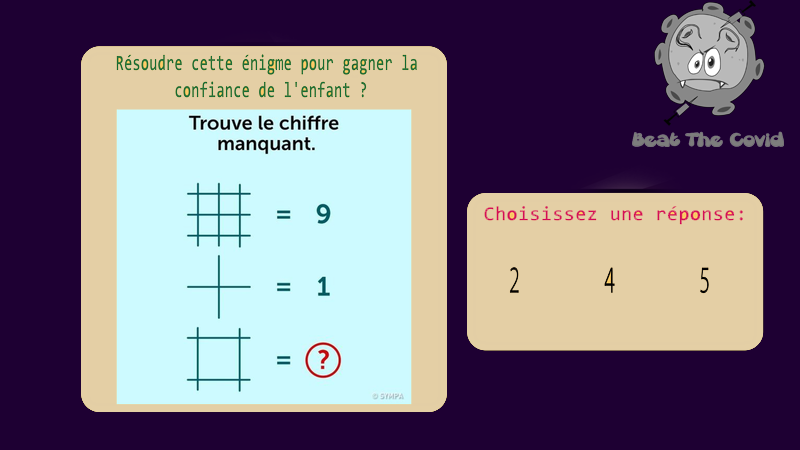 Résoudre cette énigme pour gagner la
confiance de l'enfant ?
Trouve le chiffre
manquant.
= 9
= 1
= ?
© SYMPA
Beat The Covid
Choisissez une réponse:
2 4 5